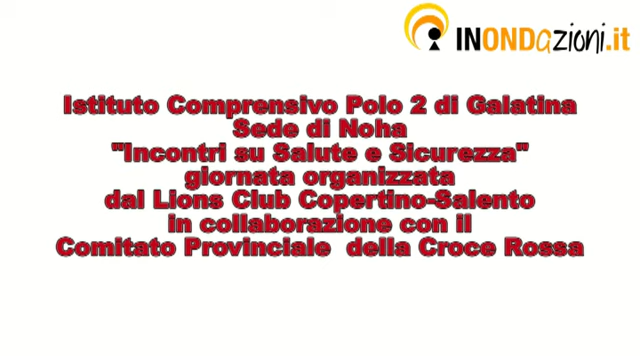 INONDazioni.it
Istituto Comprensivo Polo 2 di Galatina
Sede di Noha
"Incontri su Salute e Sicurezza"
giornata organizzata
dal Lions Club Copertino-Salento
in collaborazione con il
Comitato Provinciale della Croce Rossa